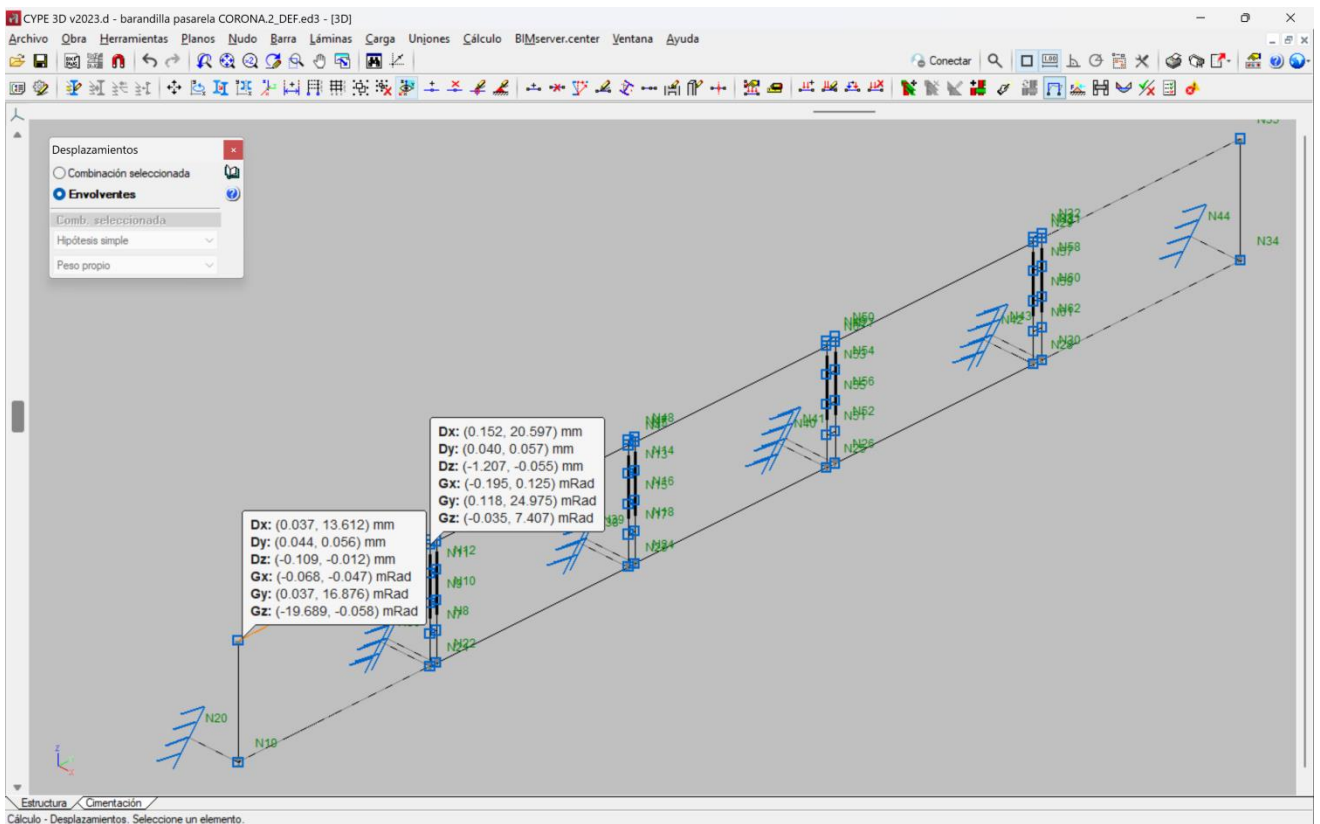 CYPE 3D v2023.d - barandilla pasarela CORONA.2_DEF.ed3 - [3D]
Archivo Obra Herramientas Planos Nudo Barra Láminas Carga Uniones Cálculo BIMserver.center Ventana Ayuda
Conectar
Desplazamientos
Combinación seleccionada
Envolventes
Comb. seleccionada
Hipótesis simple
Peso propio
N44
N34
Dx: (0.152, 20.597) mm
Dy: (0.040, 0.057) mm
Dz: (-1.207, -0.055) mm
Gx: (-0.195, 0.125) mRad
Gy: (0.118, 24.975) mRad
Gz: (-0.035, 7.407) mRad
Dx: (0.037, 13.612) mm
Dy: (0.044, 0.056) mm
Dz: (-0.109, -0.012) mm
Gx: (-0.068, -0.047) mRad
Gy: (0.037, 16.876) mRad
Gz: (-19.689, -0.058) mRad
N20
N19
z
x
Estructura Cimentación
Cálculo - Desplazamientos. Seleccione un elemento.